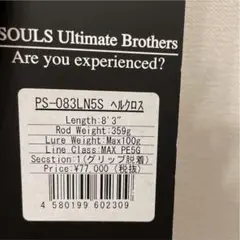 SOULS Ultimate Brothers
Are you experienced?
PS-083LN5S ヘルクロス
Length:8'3"
Rod Weight:359g
Lure Weight:Max100g
Line Class:MAX PE5G
Secstion:1(グリップ脱着)
Price:¥77,000 (税抜)
4 580199 602309